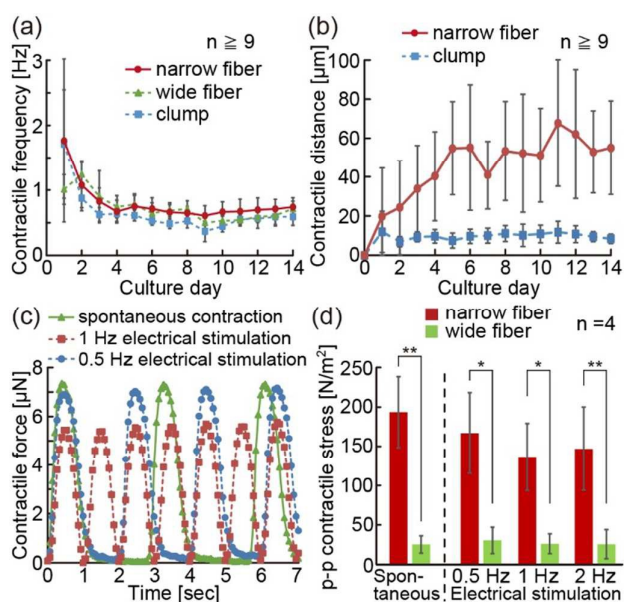 (a)
n ≧ 9
narrow fiber
wide fiber
clump
Contractile frequency [Hz]
3
2
1
0
0 2 4 6 8 10 12 14
Culture day
(b)
narrow fiber
n ≧ 9
clump
Contractile distance [µm]
100
80
60
40
20
0
0 2 4 6 8 10 12 14
Culture day
(c)
spontaneous contraction
1 Hz electrical stimulation
0.5 Hz electrical stimulation
Contractile force [µN]
8
6
4
2
0
0 1 2 3 4 5 6 7
Time [sec]
(d)
narrow fiber
wide fiber
n =4
p-p contractile stress [N/m²]
250
200
150
100
50
0
** * * **
Spon-
taneous
0.5 Hz 1 Hz 2 Hz
Electrical stimulation